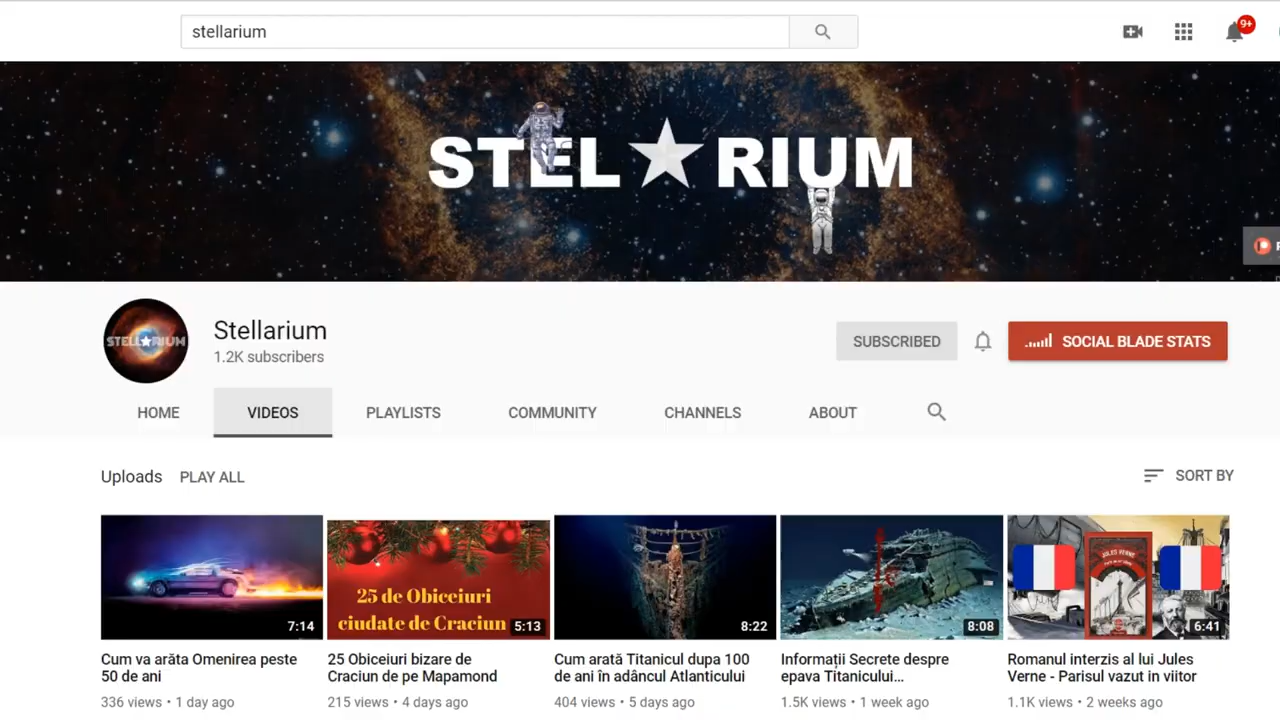 stellarium
9+
STEL★RIUM
STELL★RIUM
Stellarium
1.2K subscribers
SUBSCRIBED
SOCIAL BLADE STATS
HOME
VIDEOS
PLAYLISTS
COMMUNITY
CHANNELS
ABOUT
Uploads
PLAY ALL
SORT BY
7:14
25 de Obiceiuri
ciudate de Craciun
5:13
8:22
8:08
JULES VERNE
6:41
Cum va arăta Omenirea peste
50 de ani
336 views • 1 day ago
25 Obiceiuri bizare de
Craciun de pe Mapamond
215 views • 4 days ago
Cum arată Titanicul dupa 100
de ani în adâncul Atlanticului
404 views • 5 days ago
Informații Secrete despre
epava Titanicului...
1.5K views • 1 week ago
Romanul interzis al lui Jules
Verne - Parisul vazut in viitor
1.1K views • 2 weeks ago